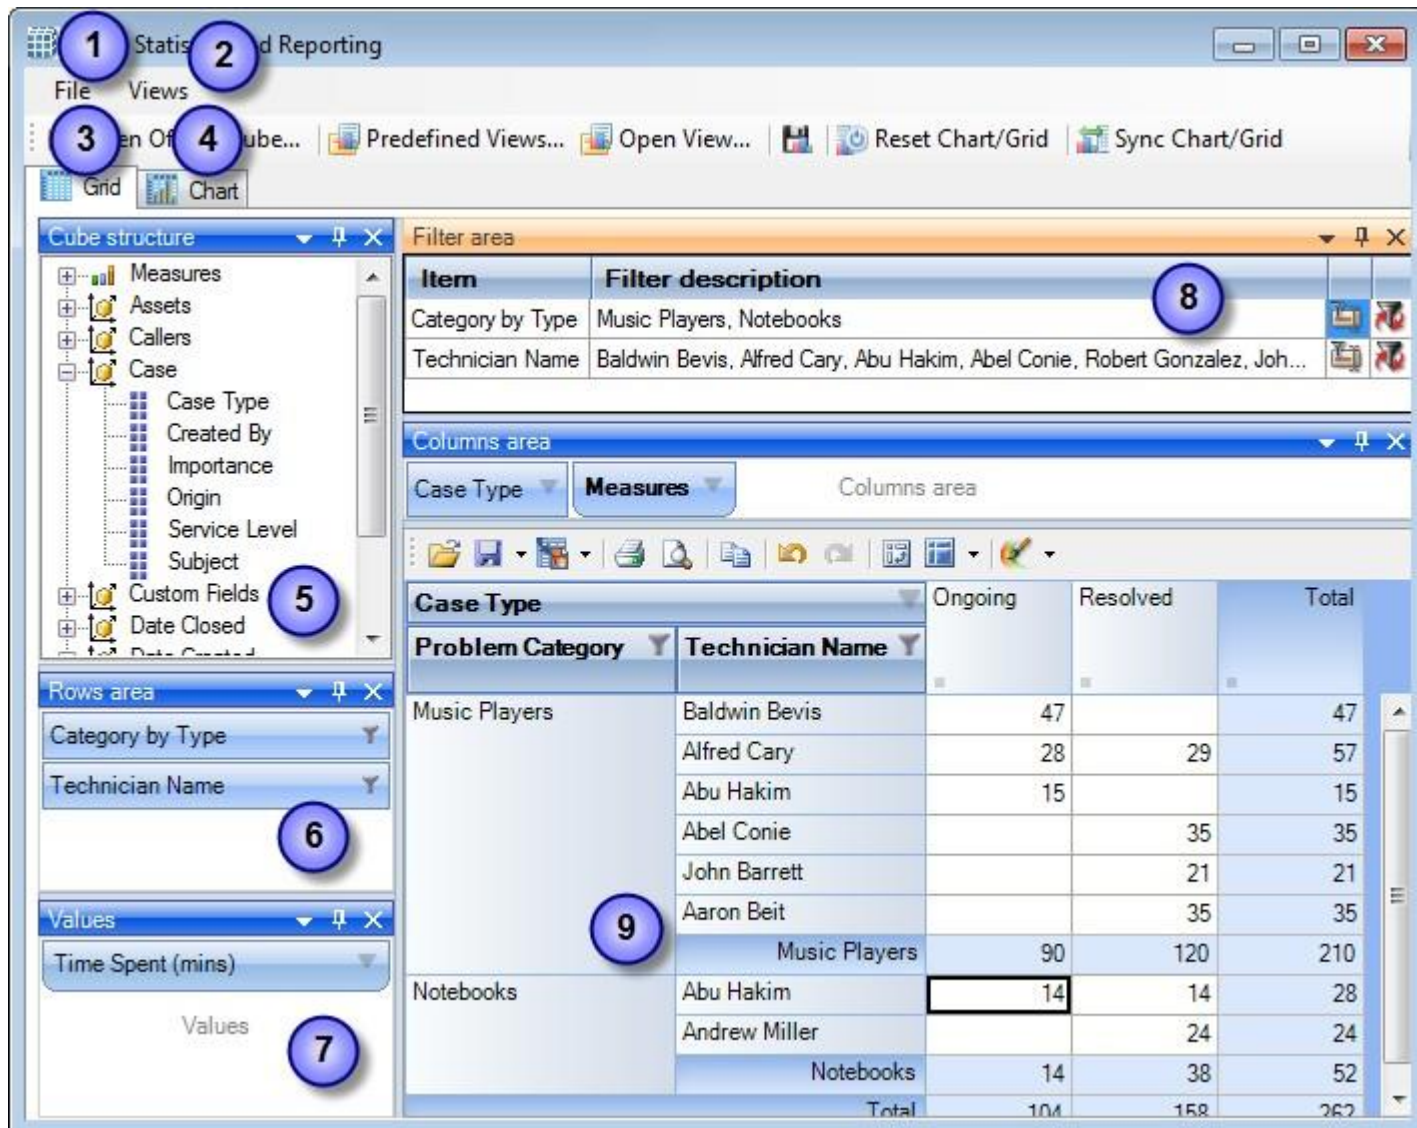 1 Statis 2 d Reporting
File Views
3 en Of 4 ube... Predefined Views... Open View... Reset Chart/Grid Sync Chart/Grid
Grid Chart
Cube structure
Measures
Assets
Callers
Case
Case Type
Created By
Importance
Origin
Service Level
Subject
Custom Fields 5
Date Closed
Date Created
Rows area
Category by Type
Technician Name
6
Values
Time Spent (mins)
Values
7
Filter area
Item Filter description 8
Category by Type Music Players, Notebooks
Technician Name Baldwin Bevis, Alfred Cary, Abu Hakim, Abel Conie, Robert Gonzalez, Joh...
Columns area
Case Type Measures Columns area
Case Type Ongoing Resolved Total
Problem Category Technician Name
Music Players Baldwin Bevis 47 47
Alfred Cary 28 29 57
Abu Hakim 15 15
Abel Conie 35 35
John Barrett 21 21
9 Aaron Beit 35 35
Music Players 90 120 210
Notebooks Abu Hakim 14 14 28
Andrew Miller 24 24
Notebooks 14 38 52
Total 104 158 262